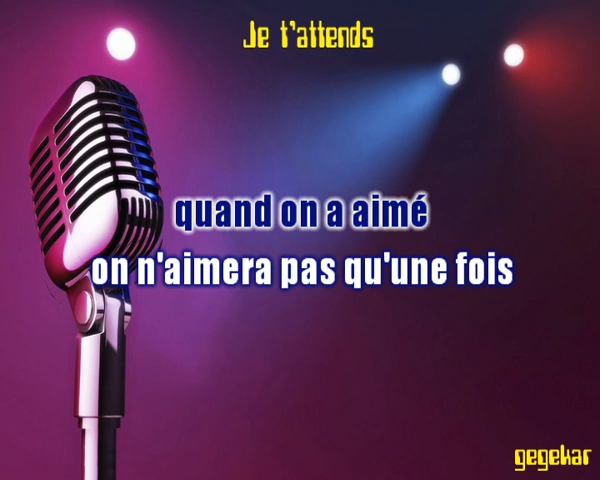 Je t'attends
quand on a aimé
on n'aimera pas qu'une fois
gegekar